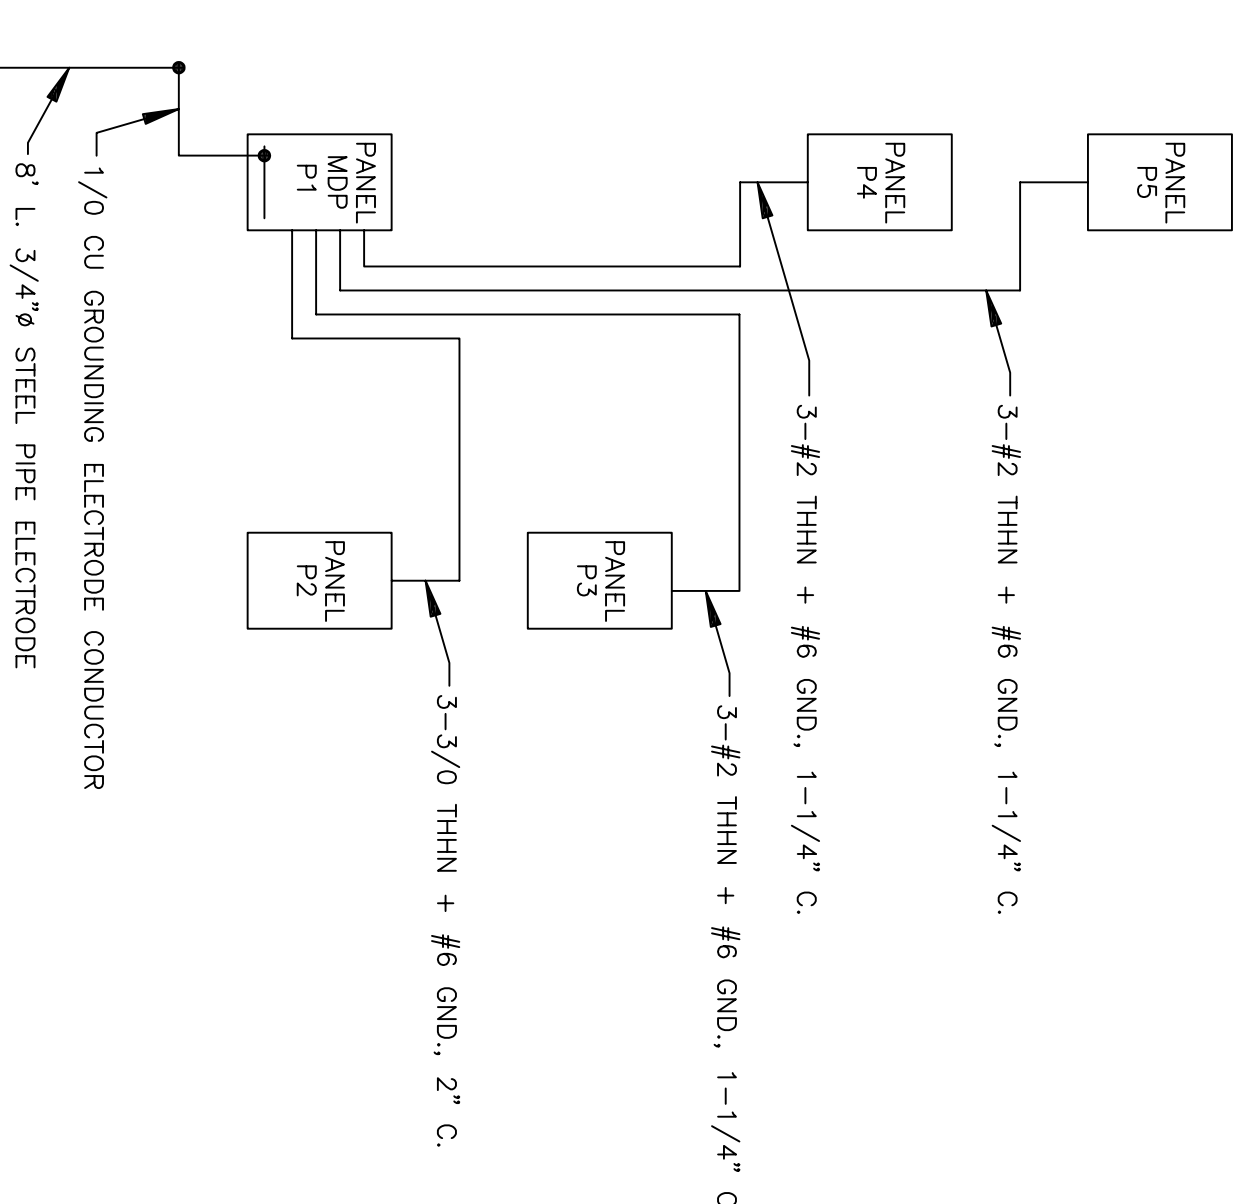 PANEL
P5
PANEL
P4
3-#2 THHN + #6 GND., 1-1/4" C.
3-#2 THHN + #6 GND., 1-1/4" C.
PANEL
P3
3-#2 THHN + #6 GND., 1-1/4" C
PANEL
MDP
P1
PANEL
P2
3-3/0 THHN + #6 GND., 2" C.
1/0 CU GROUNDING ELECTRODE CONDUCTOR
8' L. 3/4"ø STEEL PIPE ELECTRODE